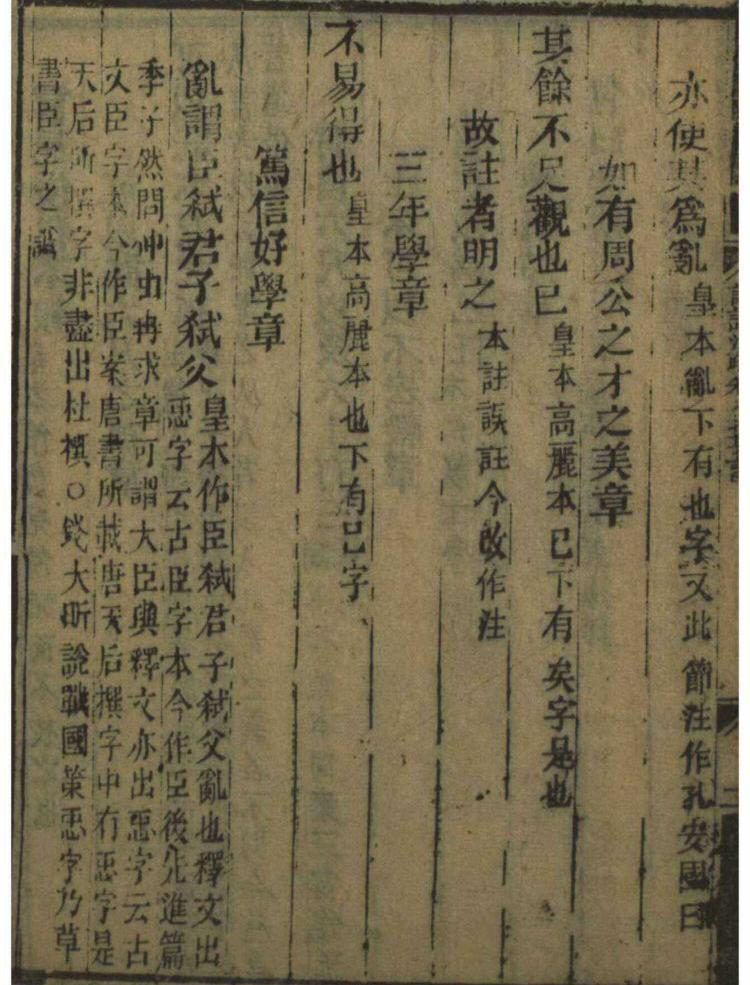 亦使其爲亂 皇本亂下有也字又此節注作孔安國曰
如有周公之才之美章
其餘不足觀也已 皇本高麗本已下有矣字是也
故註者明之 本註誤註今改作注
三年學章
不易得也 皇本高麗本也下有已字
篤信好學章
亂謂臣弑君子弑父 皇本作臣弑君子弑父亂也釋文出
𢘑字云古臣字本今作臣後先進篇
季子然問仲由冉求章可謂大臣與釋文亦出𢘑字云古
文臣字本今作臣案唐書所載唐天后撰字中有𢘑字是
天后所撰字非盡出杜撰○錢大昕說戰國策𢘑字乃草
書臣字之譌